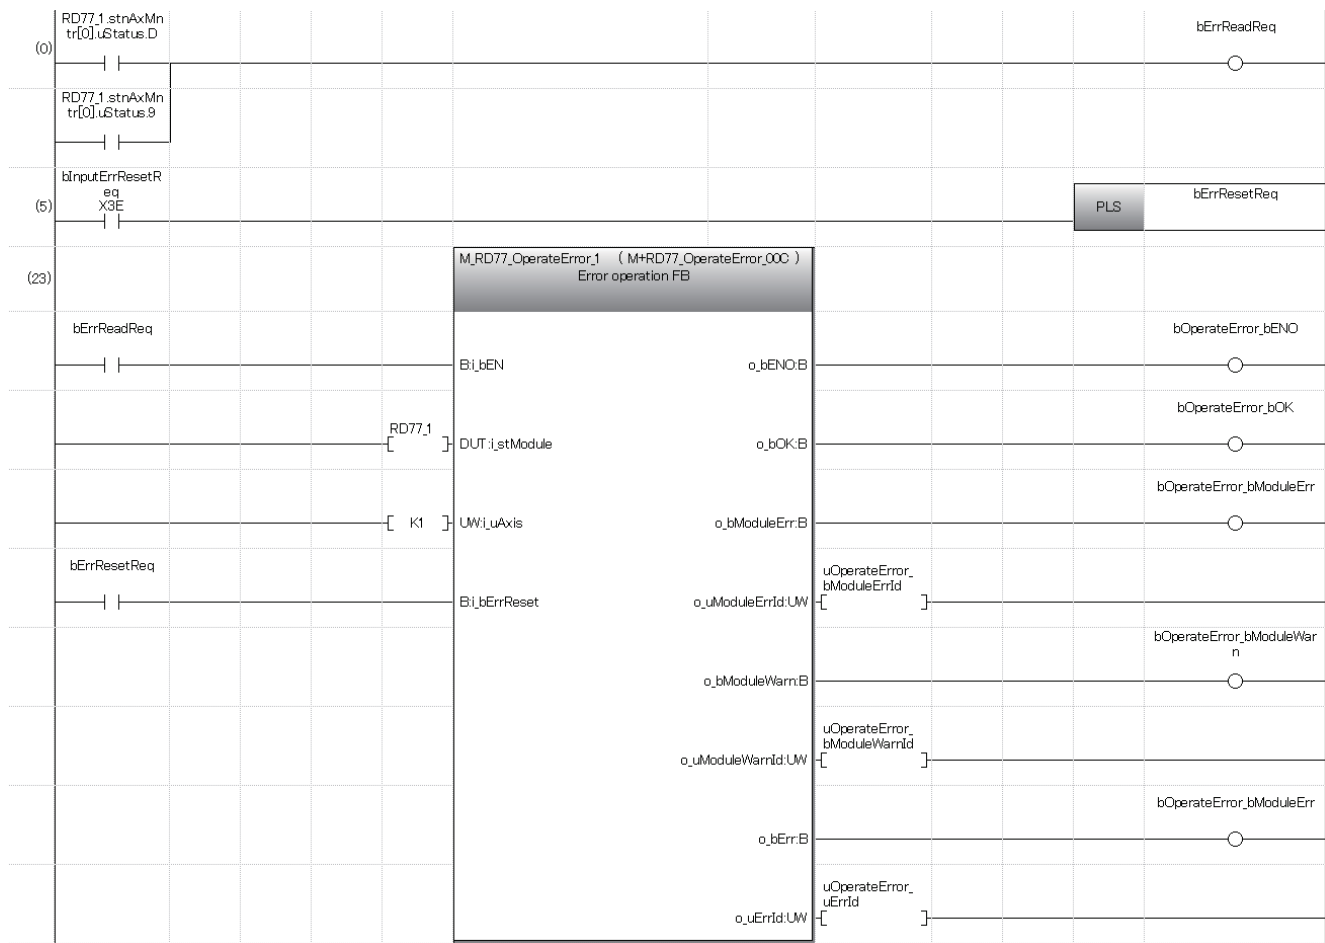 RD77_1.stnAxMn
tr[0].uStatus.D
bErrReadReq
(0)
RD77_1.stnAxMn
tr[0].uStatus.9
bInputErrResetR
eq
X3E
(5)
PLS
bErrResetReq
(23)
M_RD77_OperateError_1 ( M+RD77_OperateError_00C )
Error operation FB
bErrReadReq
bOperateError_bENO
B:i_bEN
o_bENO:B
bOperateError_bOK
RD77_1
DUT:i_stModule
o_bOK:B
bOperateError_bModuleErr
K1
UW:i_uAxis
o_bModuleErr:B
bErrResetReq
uOperateError_
bModuleErrId
B:i_bErrReset
o_uModuleErrId:UW
bOperateError_bModuleWar
n
o_bModuleWarn:B
uOperateError_
bModuleWarnId
o_uModuleWarnId:UW
bOperateError_bModuleErr
o_bErr:B
uOperateError_
uErrId
o_uErrId:UW